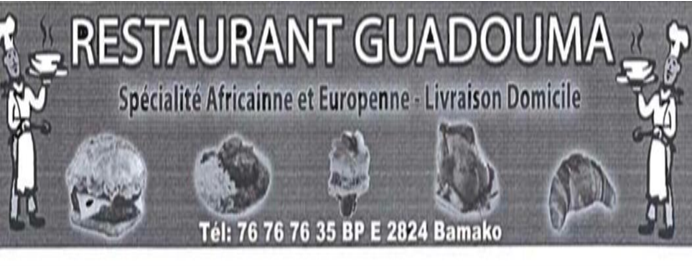 RESTAURANT GUADOUMA
Spécialité Africainne et Europenne - Livraison Domicile
Tél: 76 76 76 35 BP E 2824 Bamako